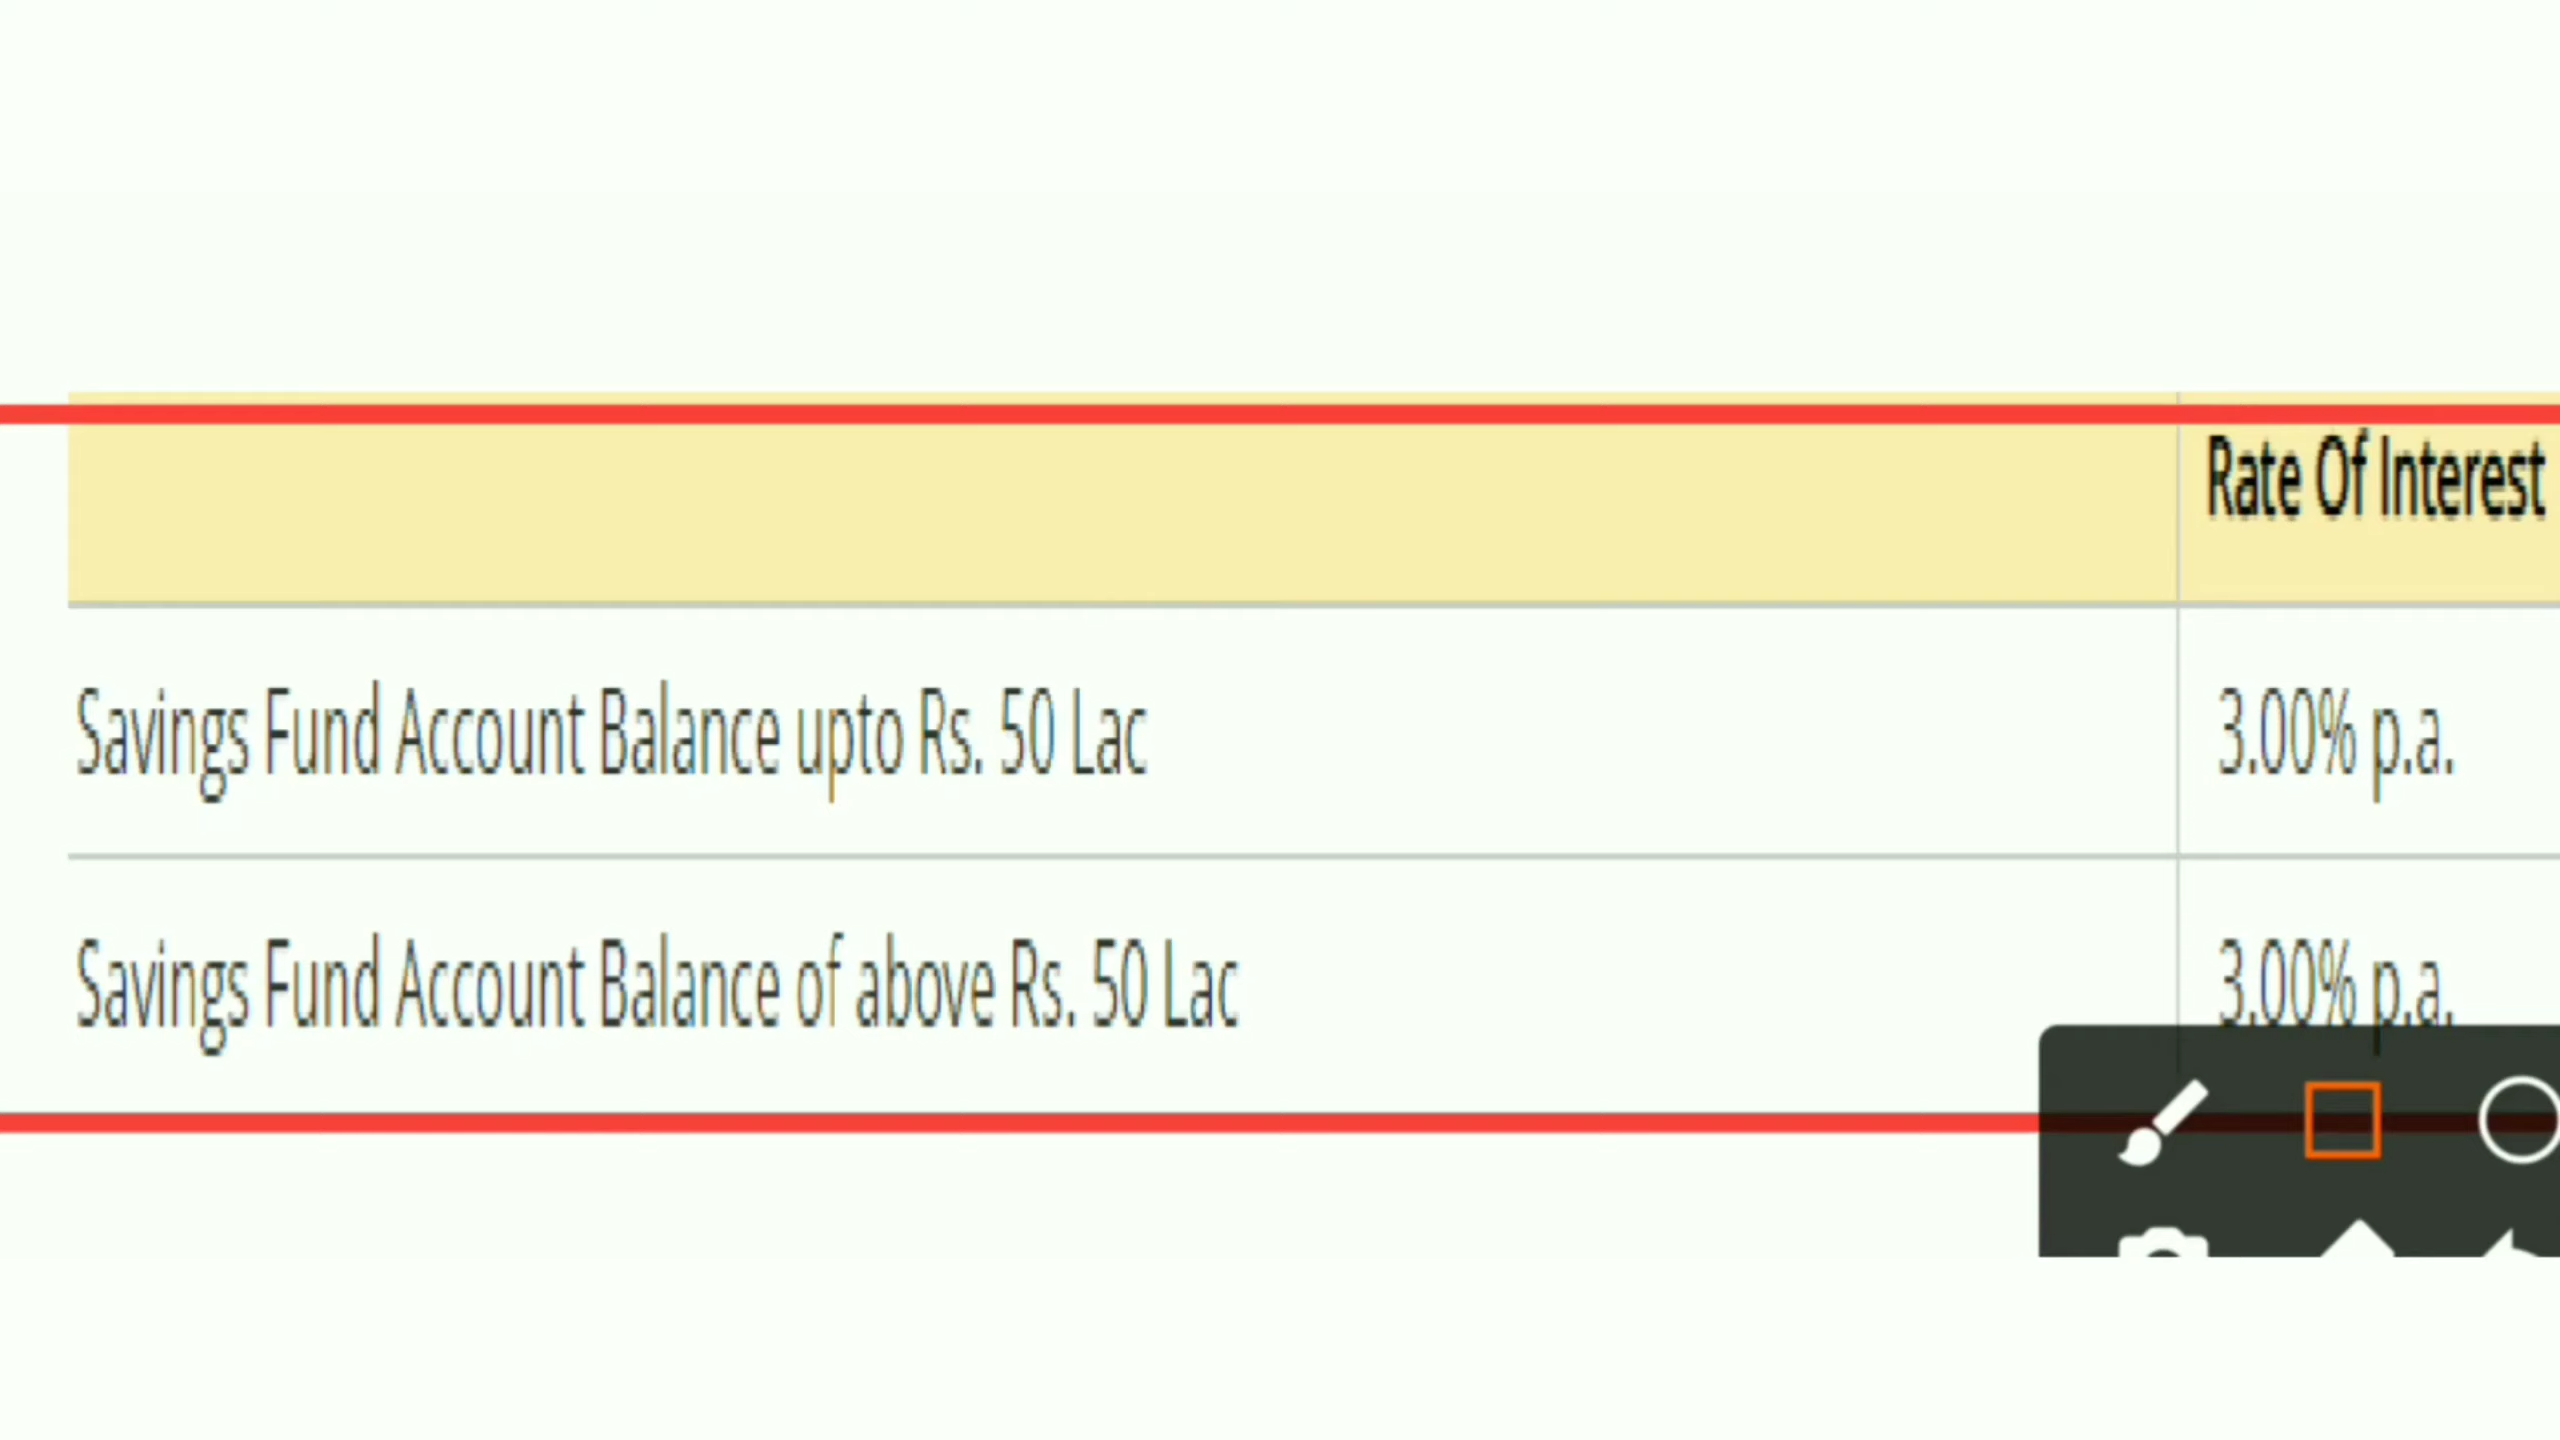 Rate Of Interest
Savings Fund Account Balance upto Rs. 50 Lac 3.00% p.a.
Savings Fund Account Balance of above Rs. 50 Lac 3.00% p.a.